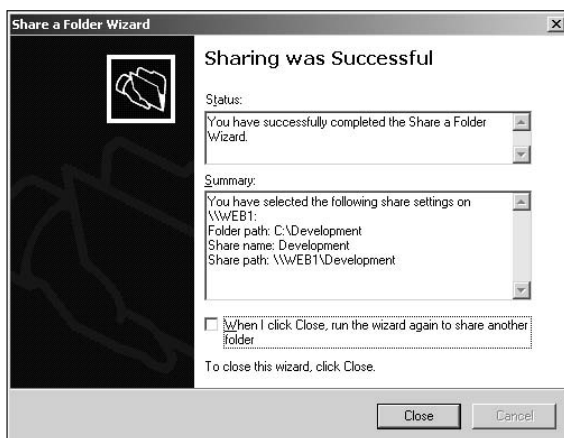 Share a Folder Wizard
Sharing was Successful
Status:
You have successfully completed the Share a Folder
Wizard.
Summary:
You have selected the following share settings on
\\WEB1:
Folder path: C:\Development
Share name: Development
Share path: \\WEB1\Development
When I click Close, run the wizard again to share another
folder
To close this wizard, click Close.
Close
Cancel